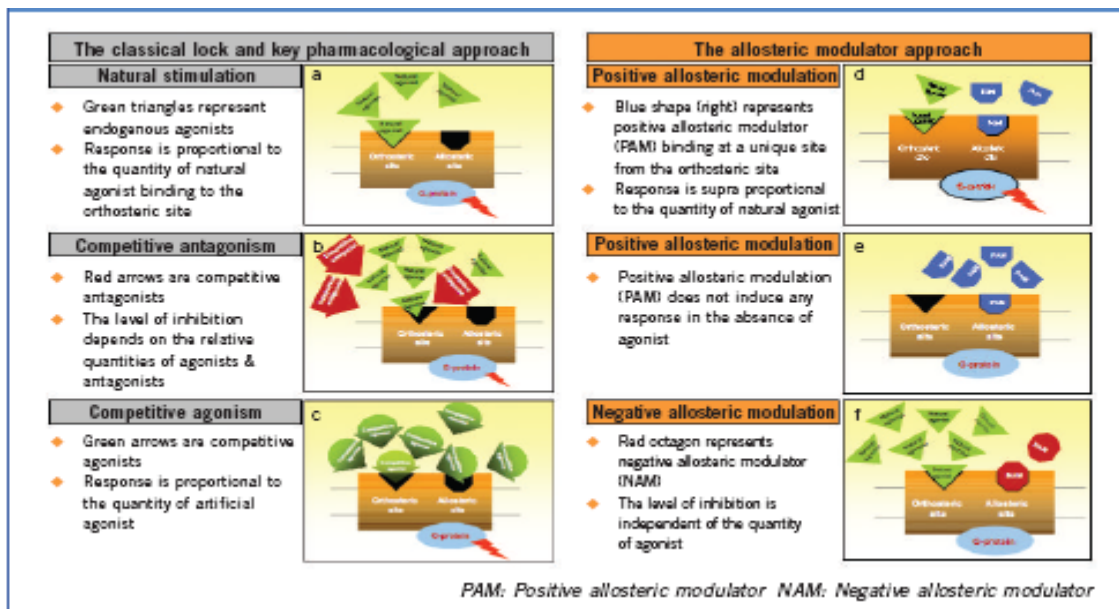 The classical lock and key pharmacological approach
Natural stimulation
Green triangles represent
endogenous agonists
Response is proportional to
the quantity of natural
agonist binding to the
orthosteric site
a
Natural
agonist
Orthosteric
site
Allosteric
site
G-protein
Competitive antagonism
Red arrows are competitive
antagonists
The level of inhibition
depends on the relative
quantities of agonists &
antagonists
b
Orthosteric
site
Allosteric
site
G-protein
Competitive agonism
Green arrows are competitive
agonists
Response is proportional to
the quantity of artificial
agonist
c
Orthosteric
site
Allosteric
site
G-protein
The allosteric modulator approach
Positive allosteric modulation
Blue shape (right) represents
positive allosteric modulator
(PAM) binding at a unique site
from the orthosteric site
Response is supra proportional
to the quantity of natural agonist
d
Orthosteric
site
Allosteric
site
G-protein
Positive allosteric modulation
Positive allosteric modulation
(PAM) does not induce any
response in the absence of
agonist
e
PAM
PAM
Orthosteric
site
Allosteric
site
G-protein
Negative allosteric modulation
Red octagon represents
negative allosteric modulator
(NAM)
The level of inhibition is
independent of the quantity
of agonist
f
NAM
NAM
Orthosteric
site
Allosteric
site
G-protein
PAM: Positive allosteric modulator NAM: Negative allosteric modulator